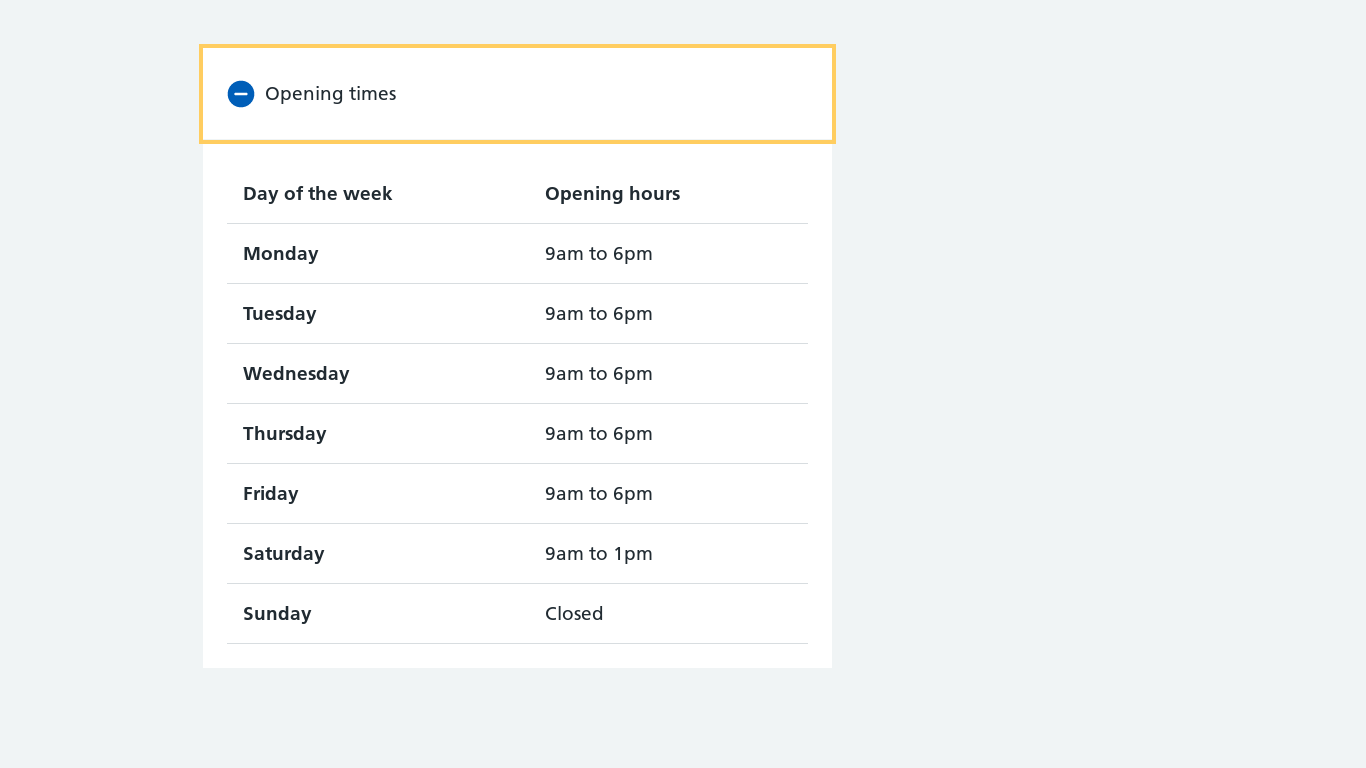 Opening times
Day of the week Opening hours
Monday 9am to 6pm
Tuesday 9am to 6pm
Wednesday 9am to 6pm
Thursday 9am to 6pm
Friday 9am to 6pm
Saturday 9am to 1pm
Sunday Closed